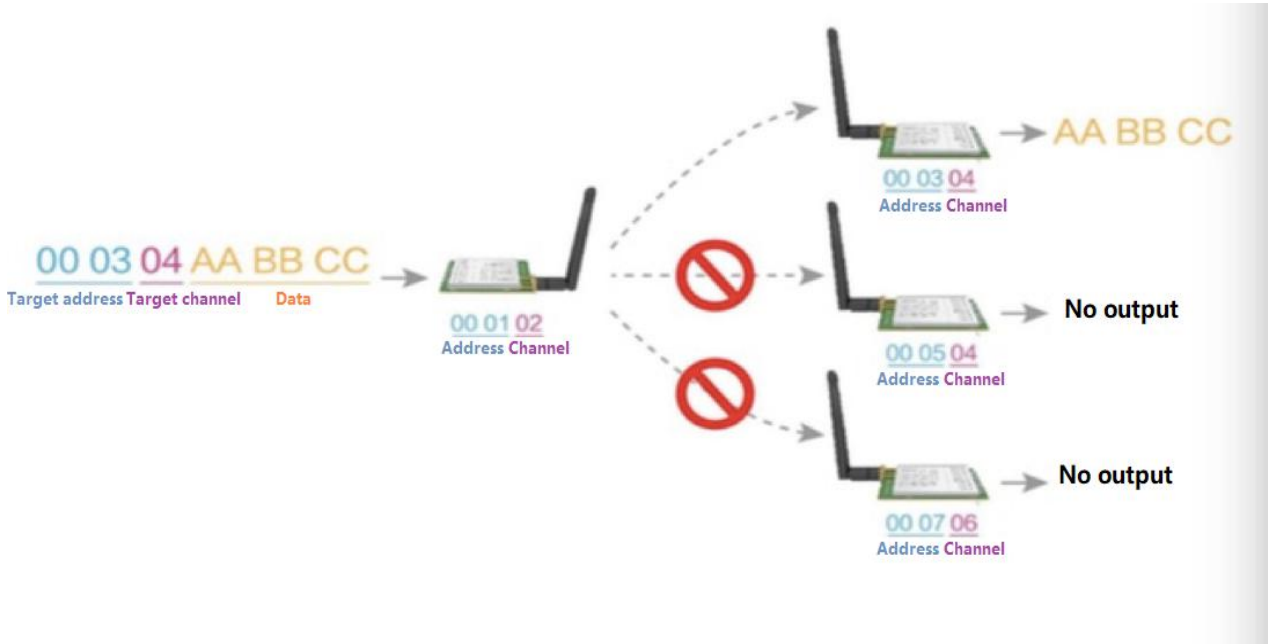 00 03 04 AA BB CC
Target address Target channel Data
00 01 02
Address Channel
AA BB CC
00 03 04
Address Channel
No output
00 05 04
Address Channel
No output
00 07 06
Address Channel